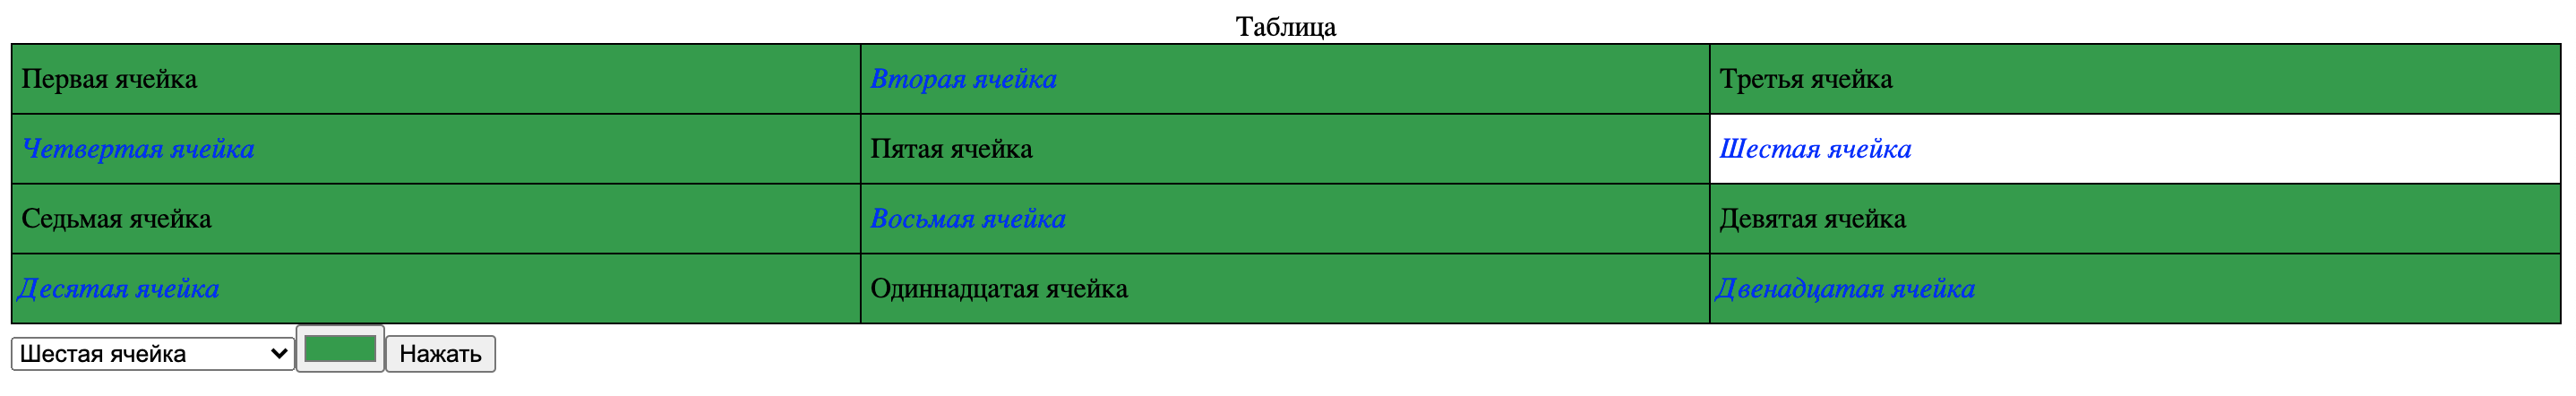 Таблица
Первая ячейка Вторая ячейка Третья ячейка
Четвертая ячейка Пятая ячейка Шестая ячейка
Седьмая ячейка Восьмая ячейка Девятая ячейка
Десятая ячейка Одиннадцатая ячейка Двенадцатая ячейка
Шестая ячейка Нажать